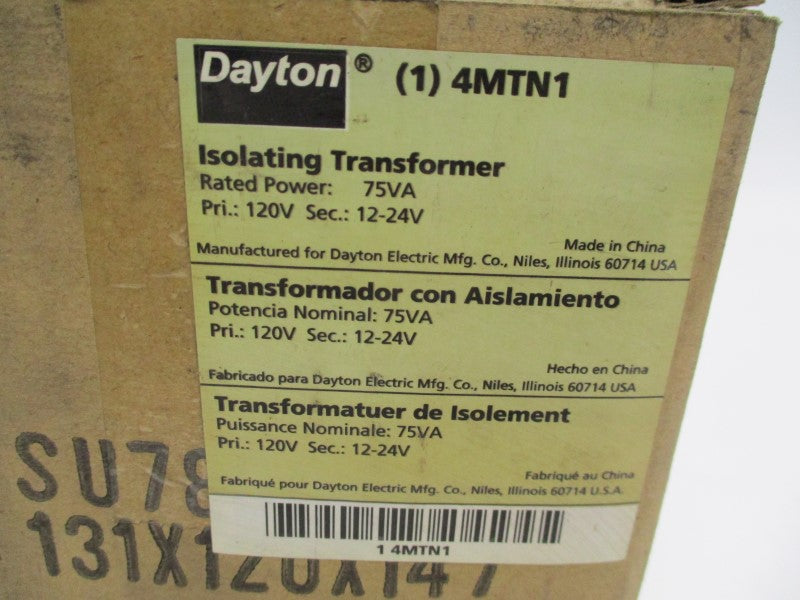 Dayton® (1) 4MTN1
Isolating Transformer
Rated Power: 75VA
Pri.: 120V Sec.: 12-24V
Made in China
Manufactured for Dayton Electric Mfg. Co., Niles, Illinois 60714 USA
Transformador con Aislamiento
Potencia Nominal: 75VA
Pri.: 120V Sec.: 12-24V
Hecho en China
Fabricado para Dayton Electric Mfg. Co., Niles, Illinois 60714 USA
Transformatuer de Isolement
Puissance Nominale: 75VA
Pri.: 120V Sec.: 12-24V
Fabriqué au China
Fabriqué pour Dayton Electric Mfg. Co., Niles, Illinois 60714 U.S.A.
1 4MTN1
SU78
131X120X147